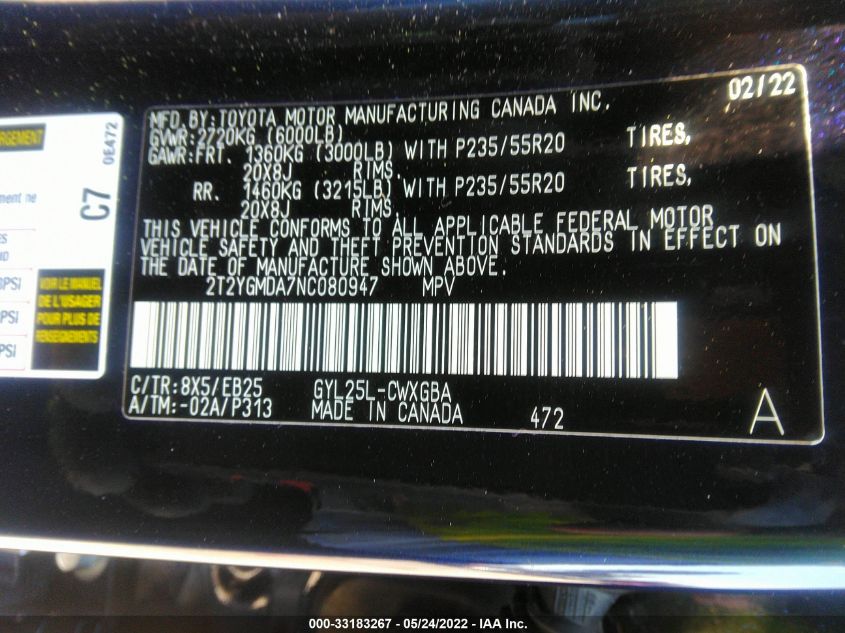 02/22
MFD. BY: TOYOTA MOTOR MANUFACTURING CANADA INC.
GVWR: 2720KG (6000LB)
GAWR: FRT. 1360KG (3000LB) WITH P235/55R20 TIRES,
20X8J RIMS.
RR. 1460KG (3215LB) WITH P235/55R20 TIRES,
20X8J RIMS.
THIS VEHICLE CONFORMS TO ALL APPLICABLE FEDERAL MOTOR
VEHICLE SAFETY AND THEFT PREVENTION STANDARDS IN EFFECT ON
THE DATE OF MANUFACTURE SHOWN ABOVE.
2T2YGMDA7NC080947 MPV
C/TR: 8X5/EB25 GYL25L-CWXGBA
A/TM: -02A/P313 MADE IN CANADA 472 A
C7 0E472
VOIR LE MANUEL
DE L'USAGER
POUR PLUS DE
RENSEIGNEMENTS
PSI
PSI
000-33183267 - 05/24/2022 - IAA Inc.